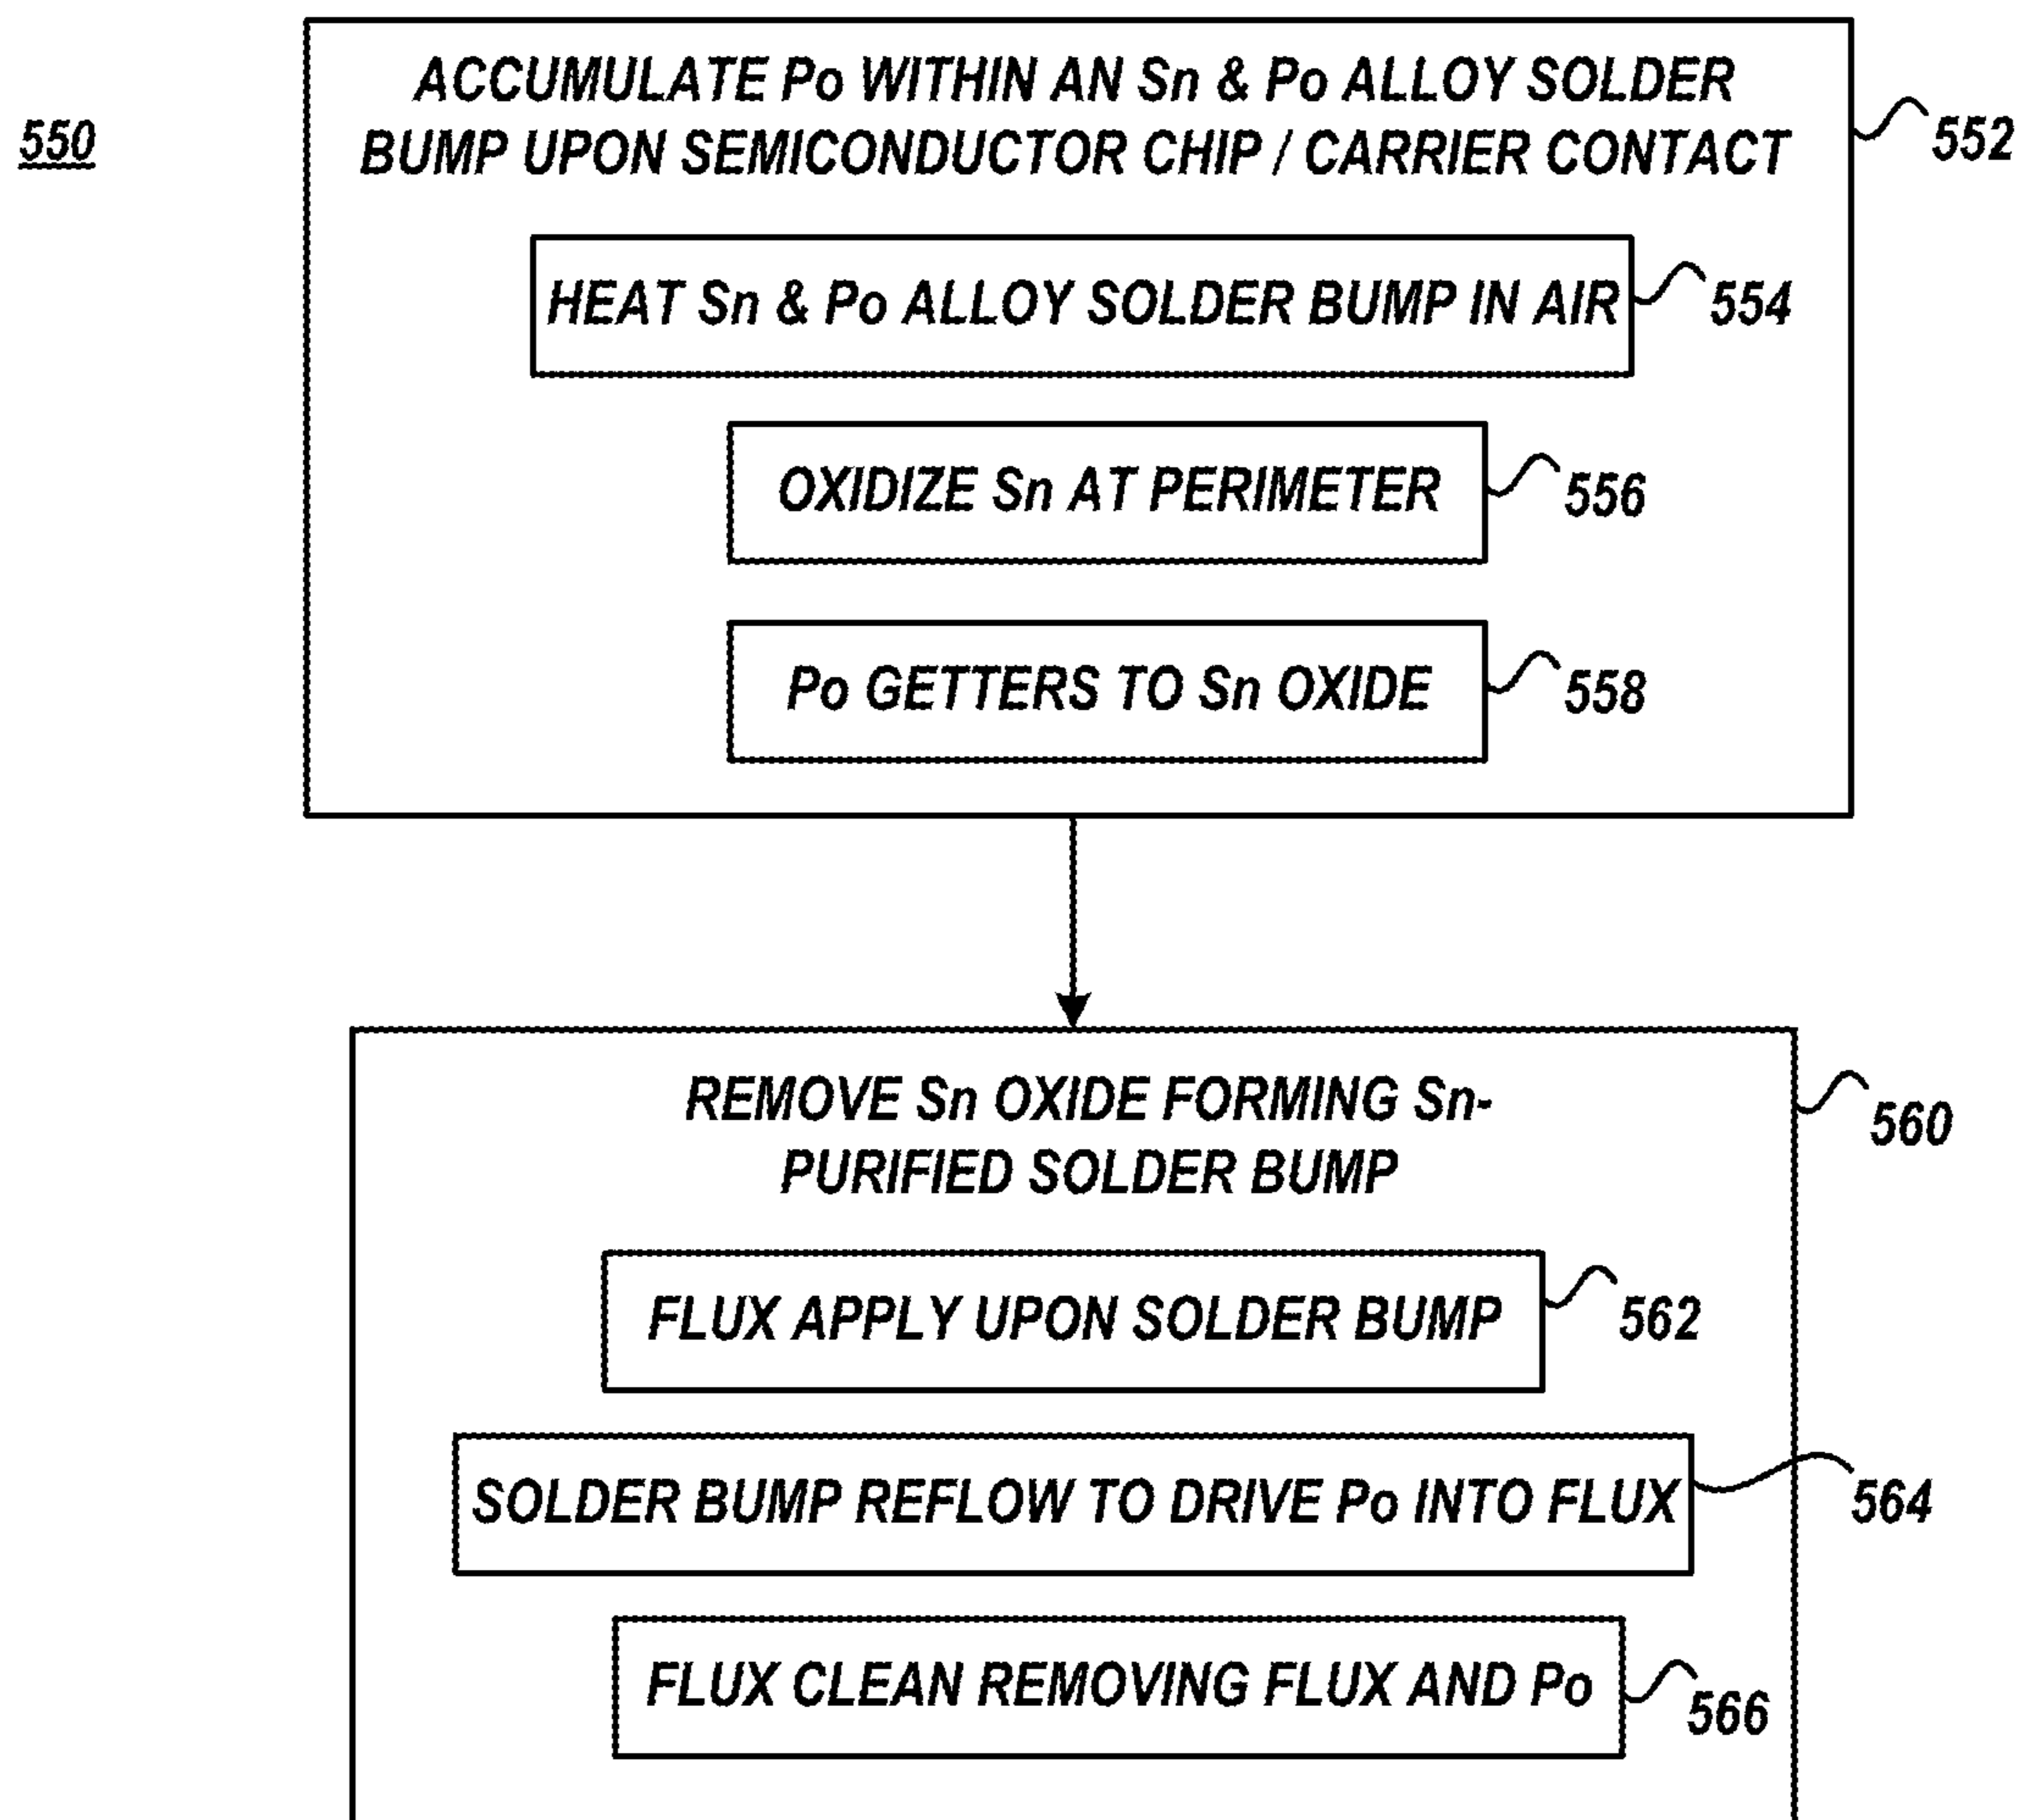 550
ACCUMULATE Po WITHIN AN Sn & Po ALLOY SOLDER
BUMP UPON SEMICONDUCTOR CHIP / CARRIER CONTACT
552
HEAT Sn & Po ALLOY SOLDER BUMP IN AIR
554
OXIDIZE Sn AT PERIMETER
556
Po GETTERS TO Sn OXIDE
558
REMOVE Sn OXIDE FORMING Sn-
PURIFIED SOLDER BUMP
560
FLUX APPLY UPON SOLDER BUMP
562
SOLDER BUMP REFLOW TO DRIVE Po INTO FLUX
564
FLUX CLEAN REMOVING FLUX AND Po
566